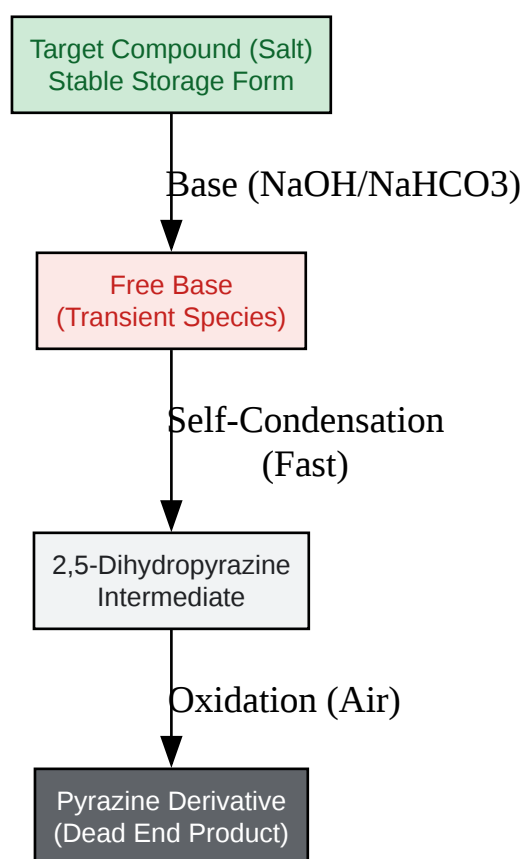 Target Compound (Salt)
Stable Storage Form
Base (NaOH/NaHCO3)
Free Base
(Transient Species)
Self-Condensation
(Fast)
2,5-Dihydropyrazine
Intermediate
Oxidation (Air)
Pyrazine Derivative
(Dead End Product)